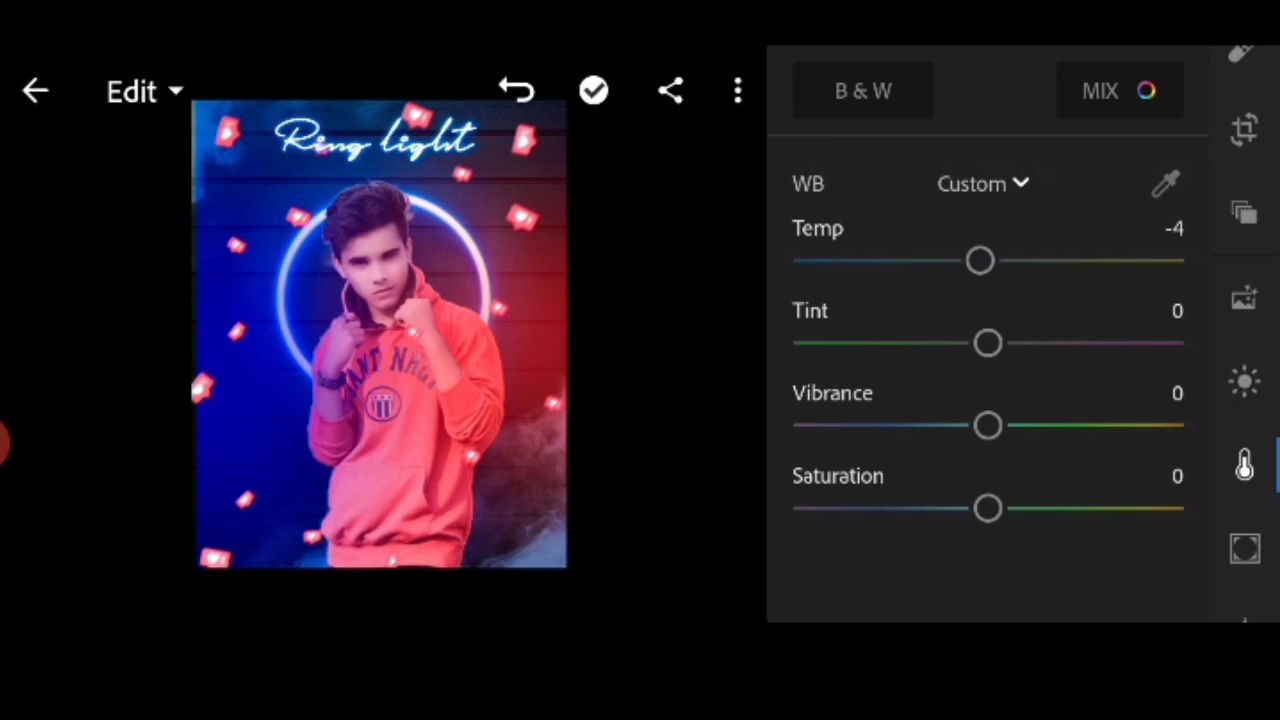 Edit
Ring light
B & W
MIX
WB
Custom
Temp
-4
Tint
0
Vibrance
0
Saturation
0